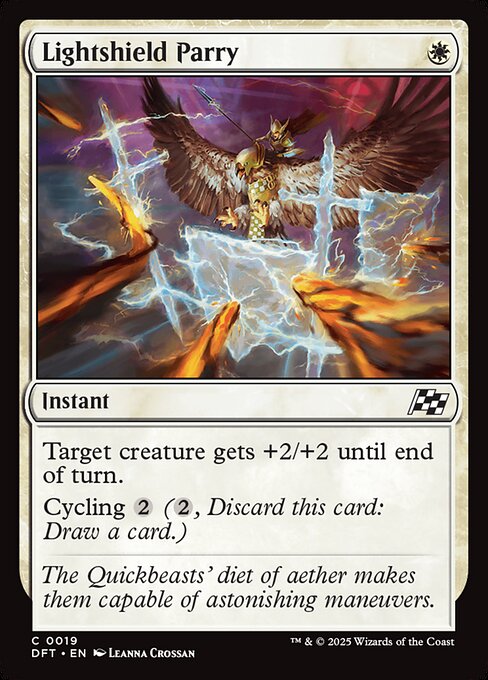 Lightshield Parry
Instant
Target creature gets +2/+2 until end
of turn.
Cycling 2 (2, Discard this card:
Draw a card.)
The Quickbeasts' diet of aether makes
them capable of astonishing maneuvers.
C 0019
DFT • EN Leanna Crossan
™ & © 2025 Wizards of the Coast